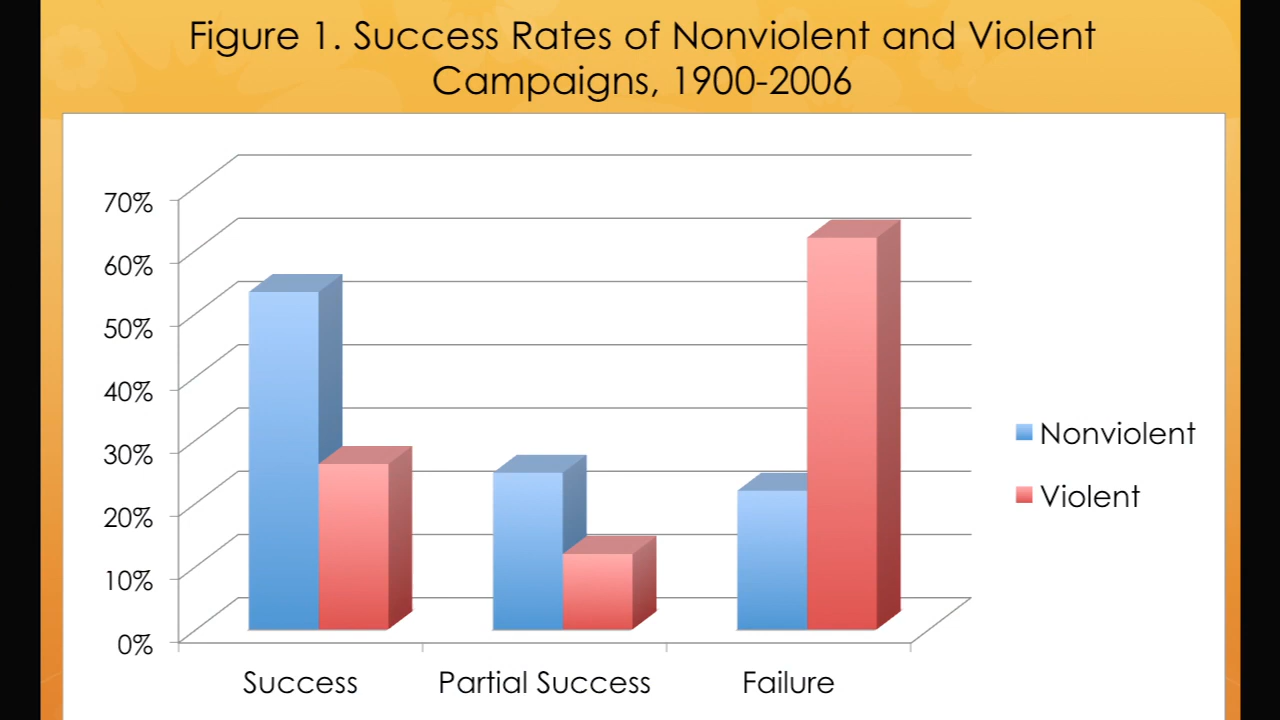 Figure 1. Success Rates of Nonviolent and Violent
Campaigns, 1900-2006
70%
60%
50%
40%
30%
20%
10%
0%
Success
Partial Success
Failure
Nonviolent
Violent